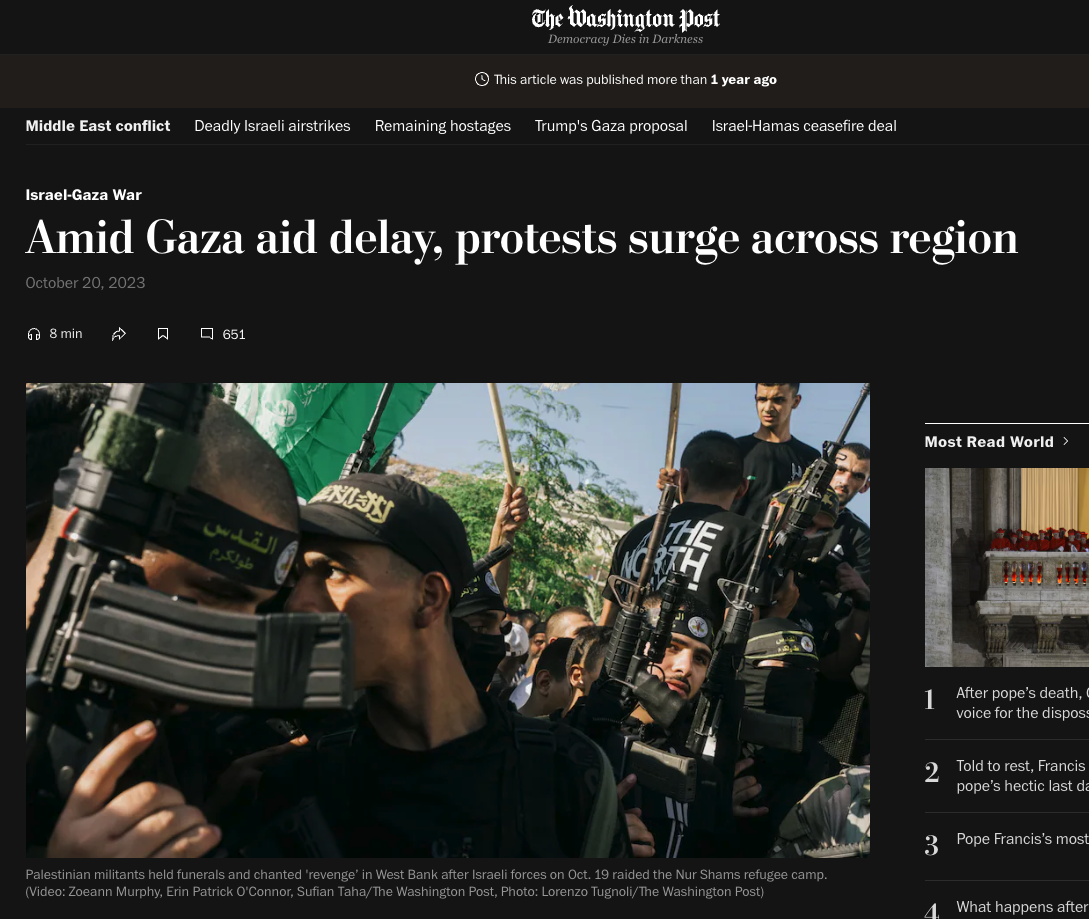 The Washington Post
Democracy Dies in Darkness
This article was published more than 1 year ago
Middle East conflict Deadly Israeli airstrikes Remaining hostages Trump's Gaza proposal Israel-Hamas ceasefire deal
Israel-Gaza War
Amid Gaza aid delay, protests surge across region
October 20, 2023
8 min 651
القدس
طولكرم
THE
NORTH
Most Read World
1 After pope's death,
voice for the
2 Told to rest, Francis
pope's hectic last
3 Pope Francis's most
4 What happens after
Palestinian militants held funerals and chanted 'revenge' in West Bank after Israeli forces on Oct. 19 raided the Nur Shams refugee camp.
(Video: Zoeann Murphy, Erin Patrick O'Connor, Sufian Taha/The Washington Post, Photo: Lorenzo Tugnoli/The Washington Post)